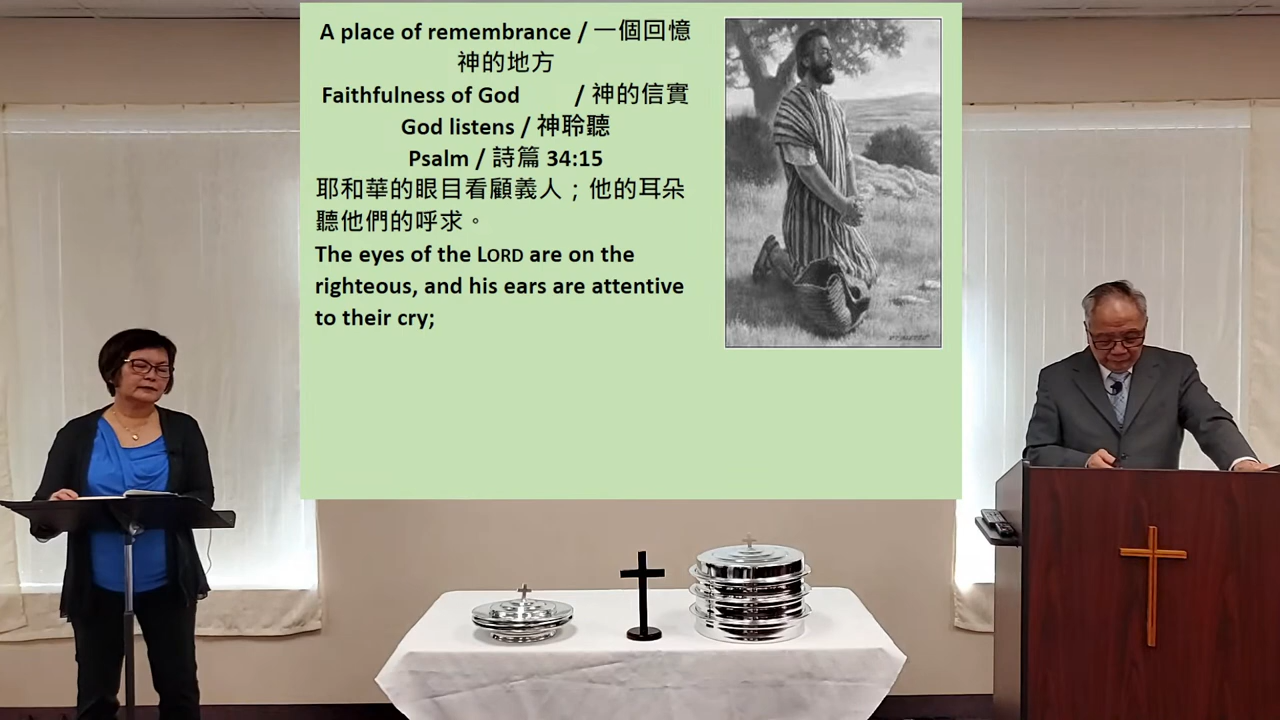 A place of remembrance / 一個回憶
神的地方
Faithfulness of God / 神的信實
God listens / 神聆聽
Psalm / 詩篇 34:15
耶和華的眼目看顧義人；他的耳朵
聽他們的呼求。
The eyes of the LORD are on the
righteous, and his ears are attentive
to their cry;